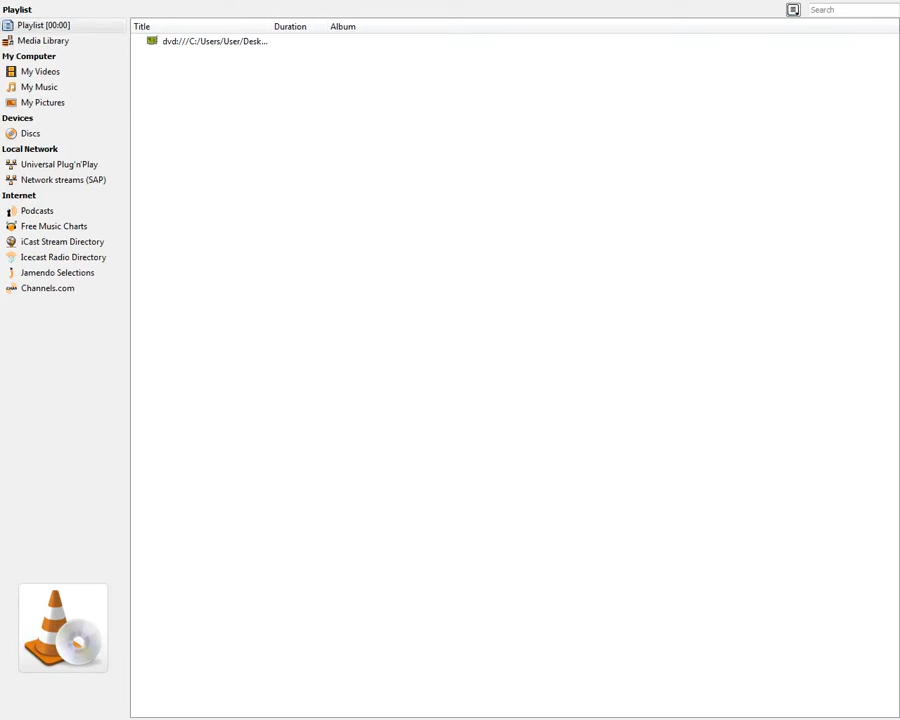 Playlist
Search
Playlist [00:00]
Title Duration Album
Media Library
dvd:///C:/Users/User/Desk...
My Computer
My Videos
My Music
My Pictures
Devices
Discs
Local Network
Universal Plug'n'Play
Network streams (SAP)
Internet
Podcasts
Free Music Charts
iCast Stream Directory
Icecast Radio Directory
Jamendo Selections
Channels.com